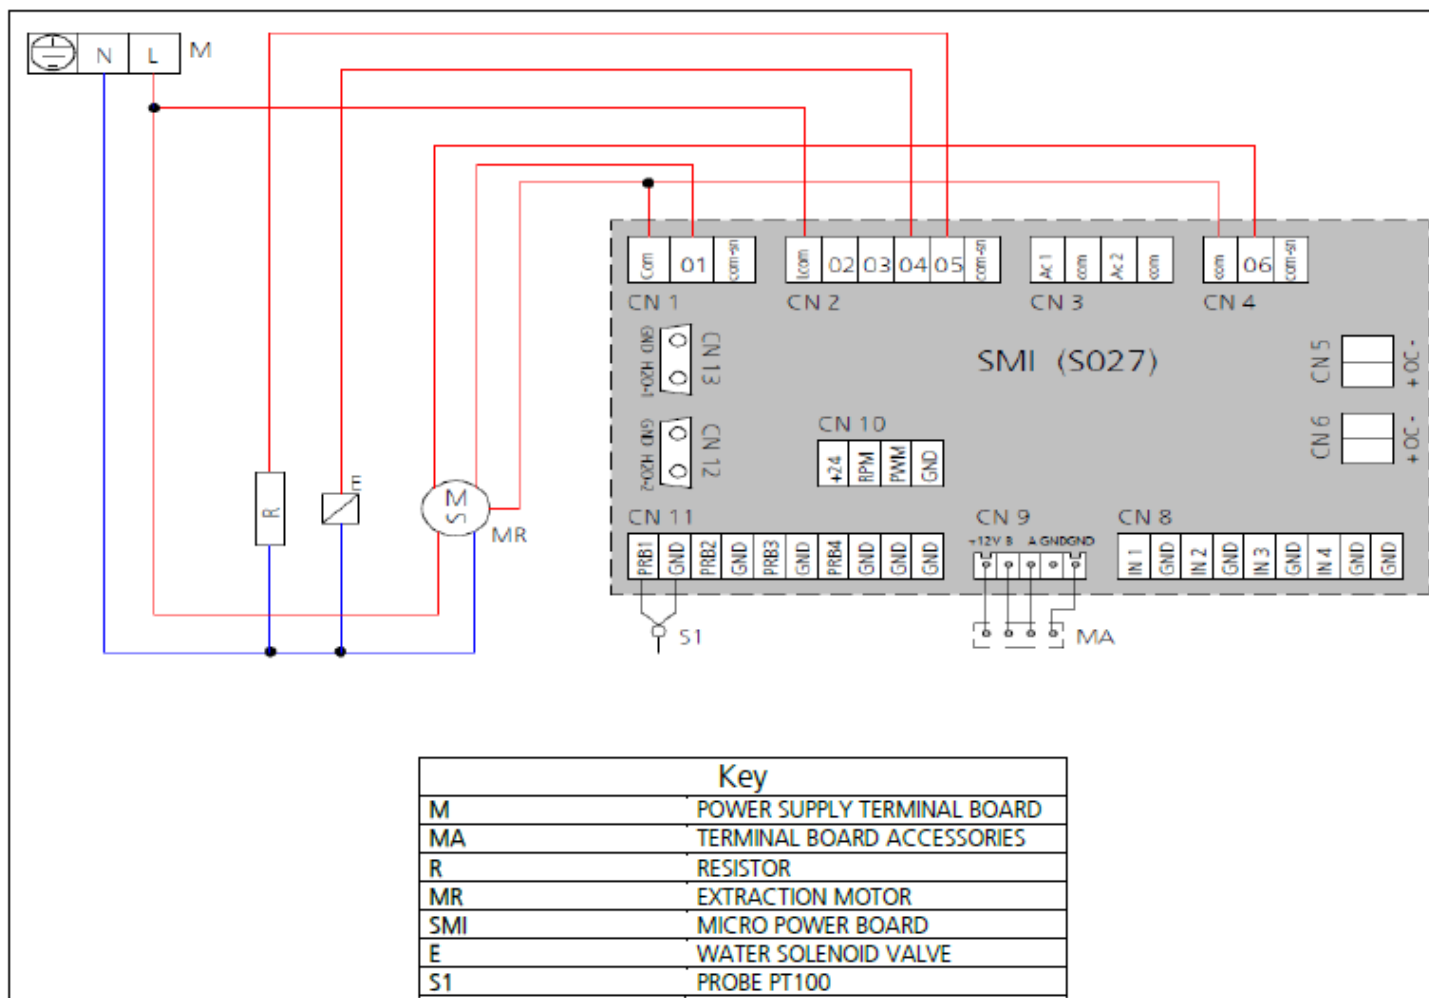 N L M
Com 01 com-sn
Lcom 02 03 04 05 com-sn
Ac 1 com Ac 2 com
com 06 com-sn
CN 1 CN 2 CN 3 CN 4
GND H2O+1 CN 13
SMI (S027)
CN 5 + OC -
GND H2O+2 CN 12
CN 10
+24 RPM PWM GND
CN 6 + OC -
E
R
M
S1
MR
CN 11 CN 9 CN 8
+12V B A GND GND
PRB1 GND PRB2 GND PRB3 GND PRB4 GND GND GND
IN 1 GND IN 2 GND IN 3 GND IN 4 GND GND
S1 MA
Key
M POWER SUPPLY TERMINAL BOARD
MA TERMINAL BOARD ACCESSORIES
R RESISTOR
MR EXTRACTION MOTOR
SMI MICRO POWER BOARD
E WATER SOLENOID VALVE
S1 PROBE PT100